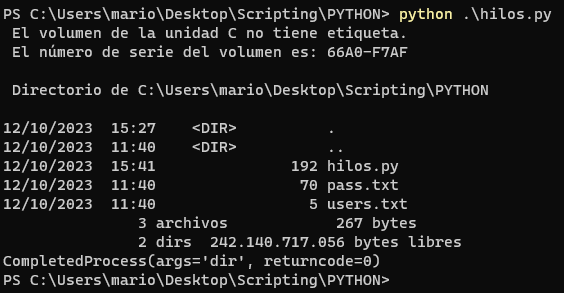 PS C:\Users\mario\Desktop\Scripting\PYTHON> python .\hilos.py
 El volumen de la unidad C no tiene etiqueta.
 El número de serie del volumen es: 66A0-F7AF

 Directorio de C:\Users\mario\Desktop\Scripting\PYTHON

12/10/2023  15:27    <DIR>          .
12/10/2023  11:40    <DIR>          ..
12/10/2023  15:41               192 hilos.py
12/10/2023  11:40                70 pass.txt
12/10/2023  11:40                 5 users.txt
               3 archivos            267 bytes
               2 dirs  242.140.717.056 bytes libres
CompletedProcess(args='dir', returncode=0)
PS C:\Users\mario\Desktop\Scripting\PYTHON>